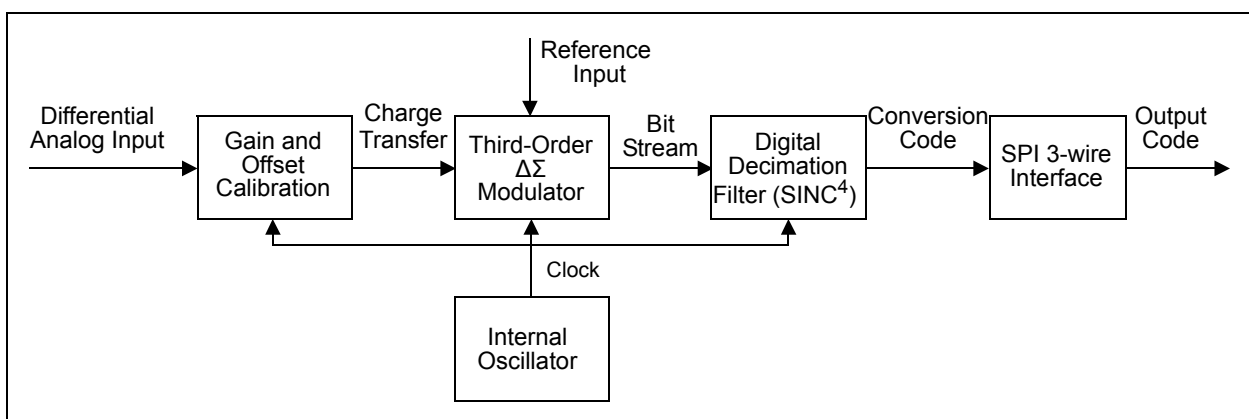 Reference
Input
Differential
Analog Input
Gain and
Offset
Calibration
Charge
Transfer
Third-Order
ΔΣ
Modulator
Bit
Stream
Digital
Decimation
Filter (SINC⁴)
Conversion
Code
SPI 3-wire
Interface
Output
Code
Clock
Internal
Oscillator